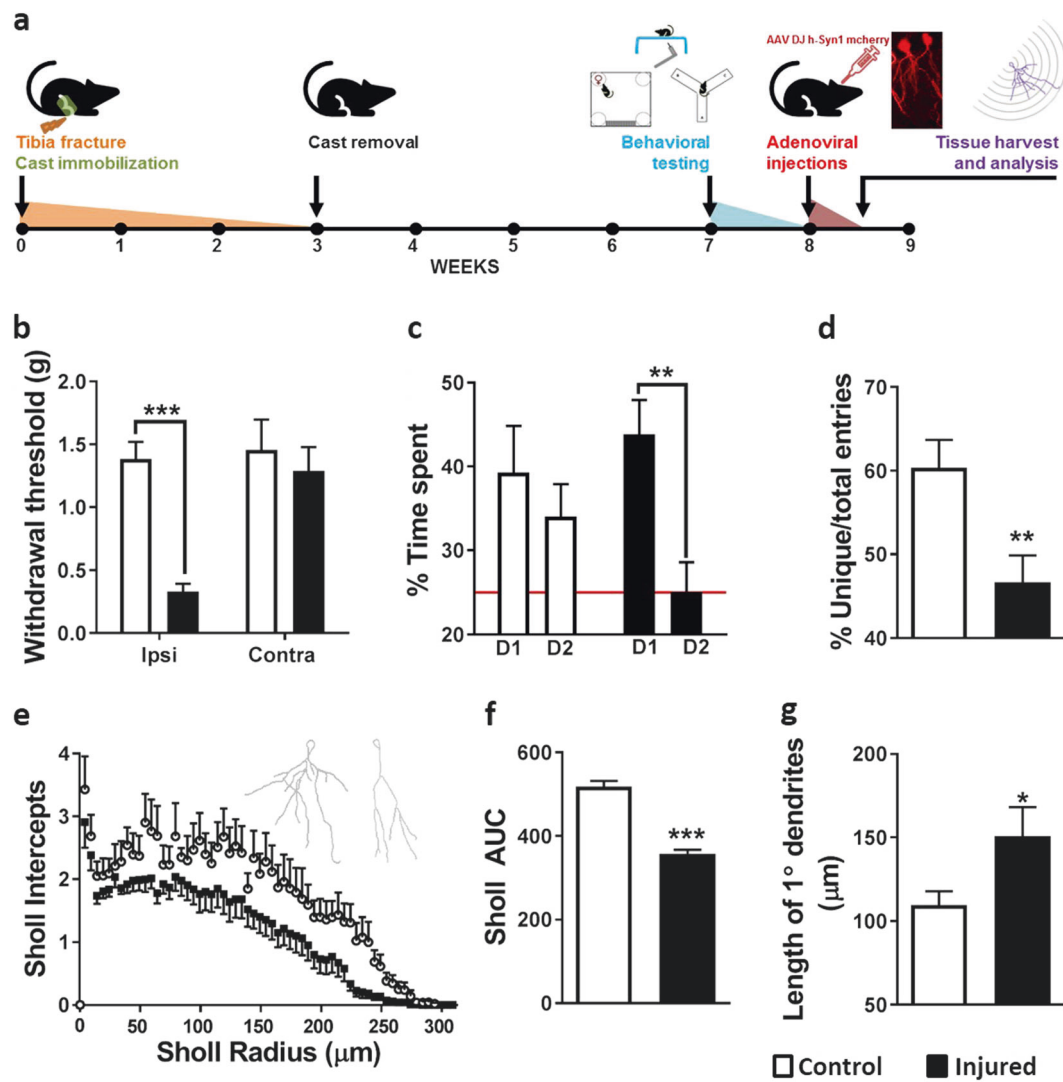 a
AAV DJ h-Syn1 mcherry
Tibia fracture
Cast immobilization
Cast removal
Behavioral
testing
Adenoviral
injections
Tissue harvest
and analysis
0 1 2 3 4 5 6 7 8 9
WEEKS
b
Withdrawal threshold (g)
2.0
1.5
1.0
0.5
0.0
***
Ipsi Contra
c
% Time spent
50
40
30
20
**
D1 D2 D1 D2
d
% Unique/total entries
70
60
50
40
**
e
Sholl Intercepts
4
3
2
1
0
0 50 100 150 200 250 300
Sholl Radius (μm)
f
Sholl AUC
600
400
200
0
***
g
Length of 1° dendrites
(μm)
200
150
100
50
*
Control Injured